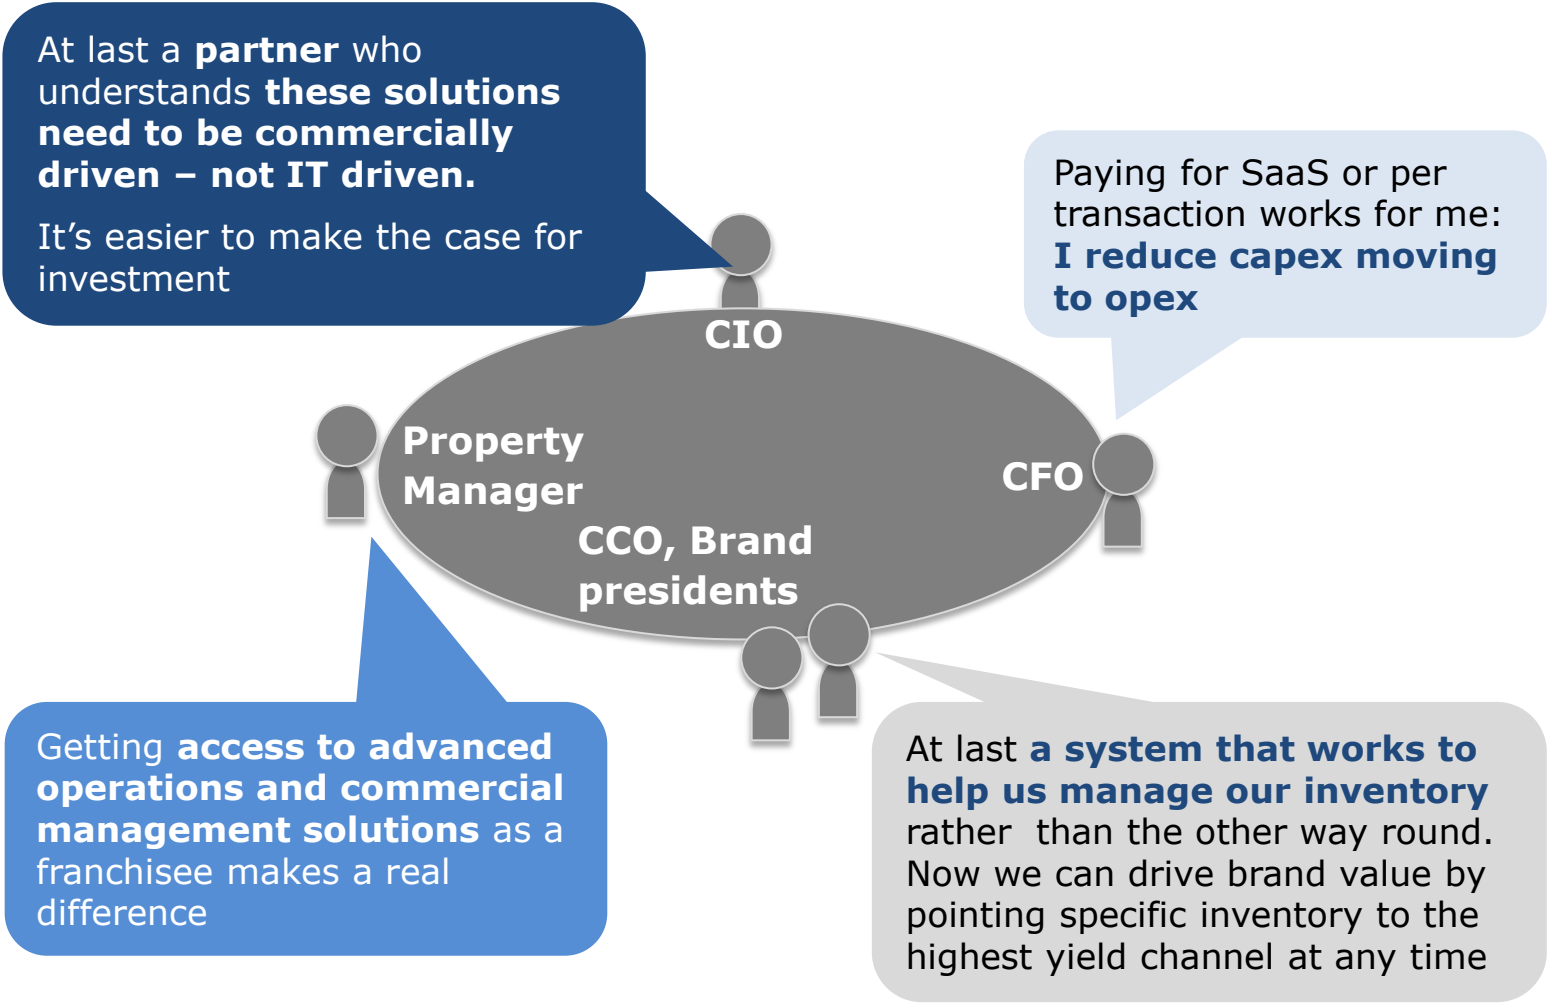 At last a partner who
understands these solutions
need to be commercially
driven – not IT driven.
It’s easier to make the case for
investment
Paying for SaaS or per
transaction works for me:
I reduce capex moving
to opex
CIO
Property
Manager
CFO
CCO, Brand
presidents
Getting access to advanced
operations and commercial
management solutions as a
franchisee makes a real
difference
At last a system that works to
help us manage our inventory
rather  than the other way round.
Now we can drive brand value by
pointing specific inventory to the
highest yield channel at any time